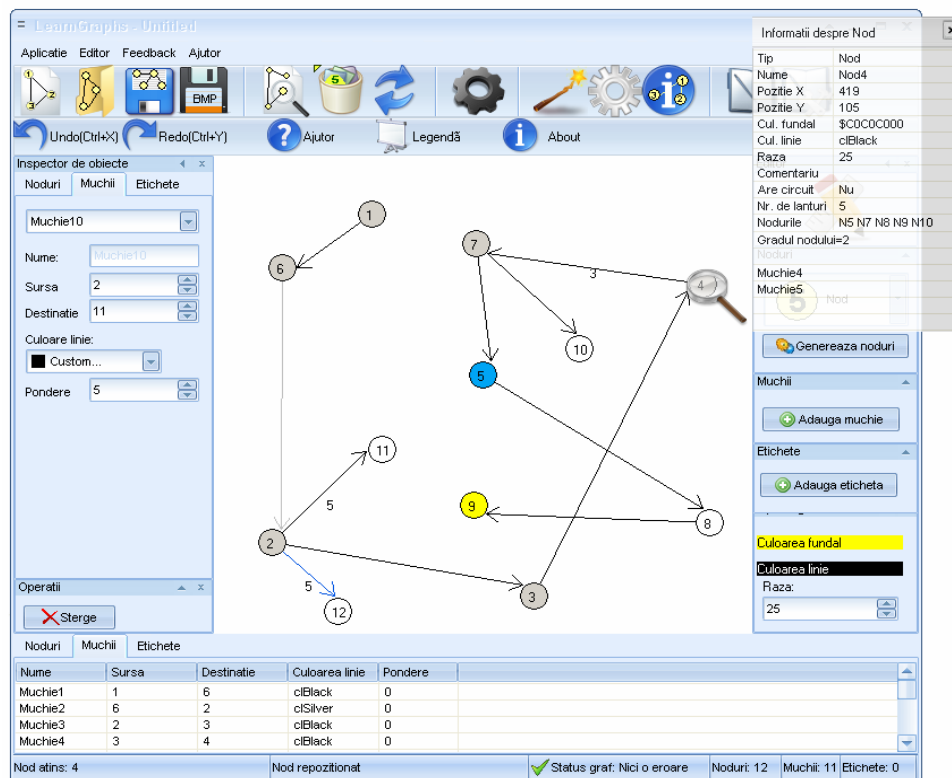 LearnGraphs - Untitled
Informatii despre Nod
Aplicatie Editor Feedback Ajutor
BMP
Undo(Ctrl+X) Redo(Ctrl+Y) Ajutor Legendă About
Tip Nod
Nume Nod4
Pozitie X 419
Pozitie Y 105
Cul. fundal $C0C0C000
Cul. linie clBlack
Raza 25
Comentariu
Are circuit Nu
Nr. de lanturi 5
Nodurile N5 N7 N8 N9 N10
Gradul nodului=2
Muchie4
Muchie5
Inspector de obiecte
Noduri Muchii Etichete
Muchie10
Nume: Muchie10
Sursa 2
Destinatie 11
Culoare linie:
Custom...
Pondere 5
Operatii
Sterge
1
6
7
3
4
10
5
11
5
9
8
2
5
3
12
Noduri
5 Nod
Genereaza noduri
Muchii
Adauga muchie
Etichete
Adauga eticheta
Culoarea fundal
Culoarea linie
Raza:
25
Noduri Muchii Etichete
Nume Sursa Destinatie Culoarea linie Pondere
Muchie1 1 6 clBlack 0
Muchie2 6 2 clSilver 0
Muchie3 2 3 clBlack 0
Muchie4 3 4 clBlack 0
Nod atins: 4 Nod repozitionat Status graf: Nici o eroare Noduri: 12 Muchii: 11 Etichete: 0